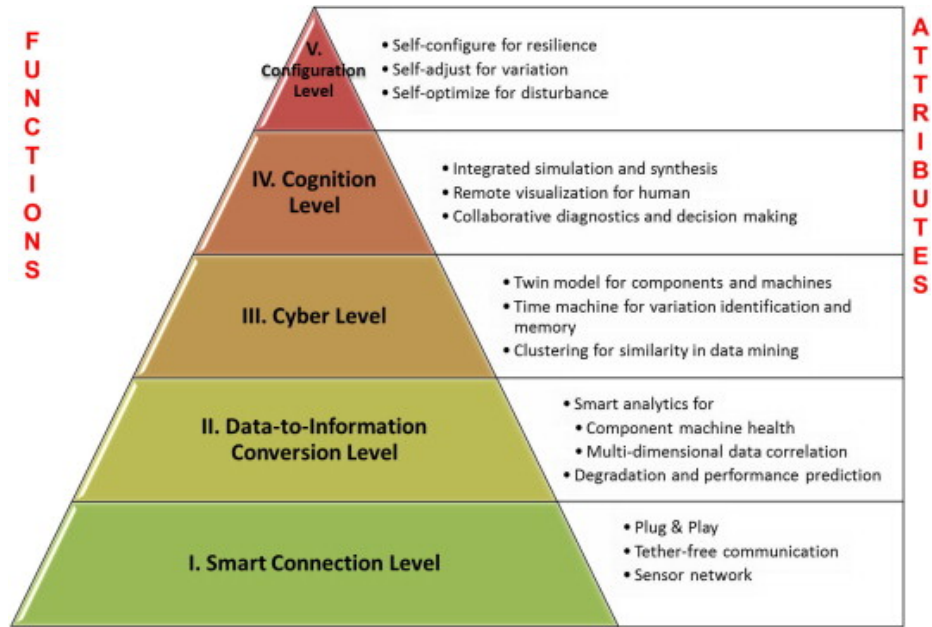 FUNCTIONS
ATTRIBUTES
V.
Configuration
Level
• Self-configure for resilience
• Self-adjust for variation
• Self-optimize for disturbance
IV. Cognition
Level
• Integrated simulation and synthesis
• Remote visualization for human
• Collaborative diagnostics and decision making
III. Cyber Level
• Twin model for components and machines
• Time machine for variation identification and
memory
• Clustering for similarity in data mining
II. Data-to-Information
Conversion Level
• Smart analytics for
• Component machine health
• Multi-dimensional data correlation
• Degradation and performance prediction
I. Smart Connection Level
• Plug & Play
• Tether-free communication
• Sensor network